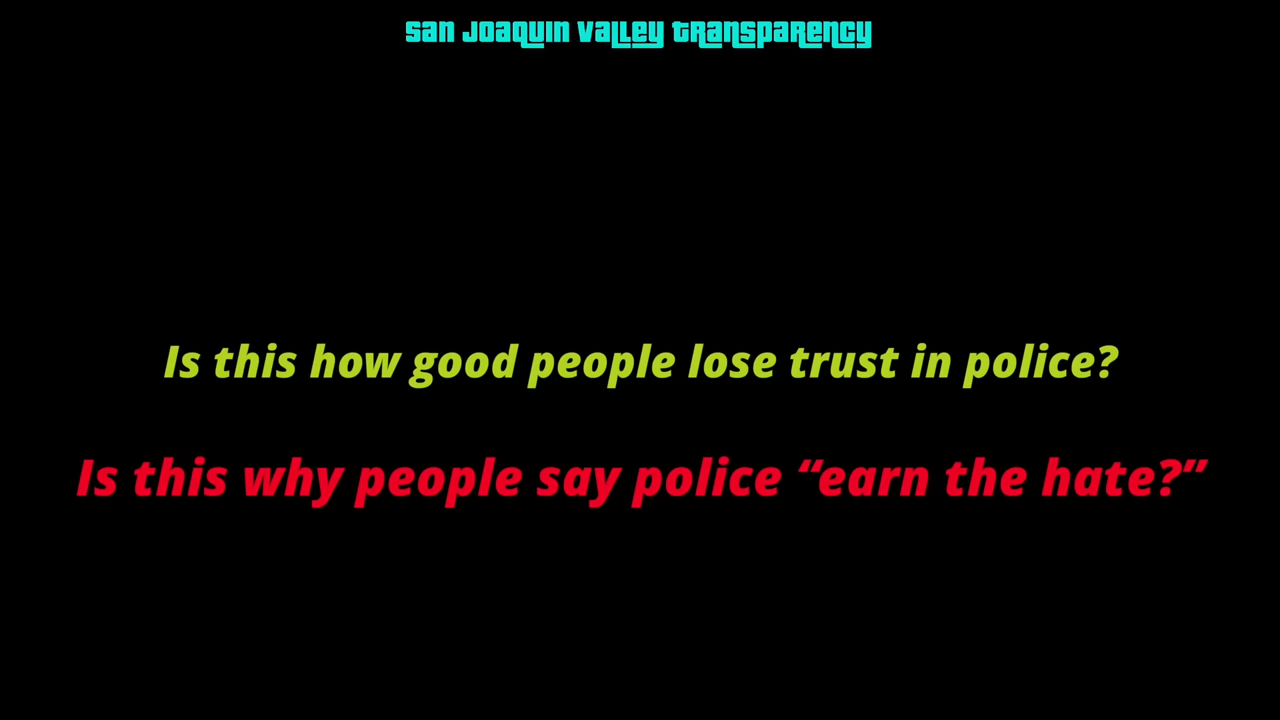 San Joaquin Valley Transparency
Is this how good people lose trust in police?
Is this why people say police “earn the hate?”